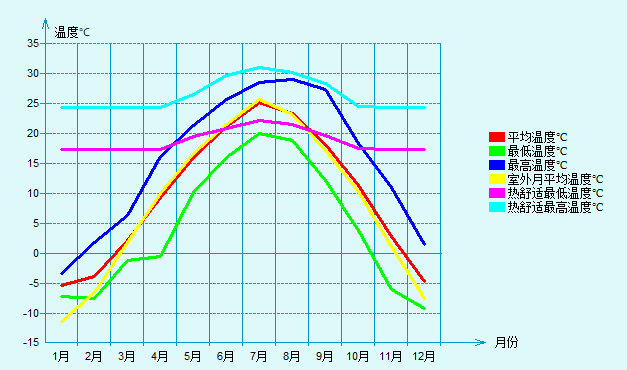 温度℃
35
30
25
20
15
10
5
0
-5
-10
-15
1月 2月 3月 4月 5月 6月 7月 8月 9月 10月 11月 12月
月份
平均温度℃
最低温度℃
最高温度℃
室外月平均温度℃
热舒适最低温度℃
热舒适最高温度℃